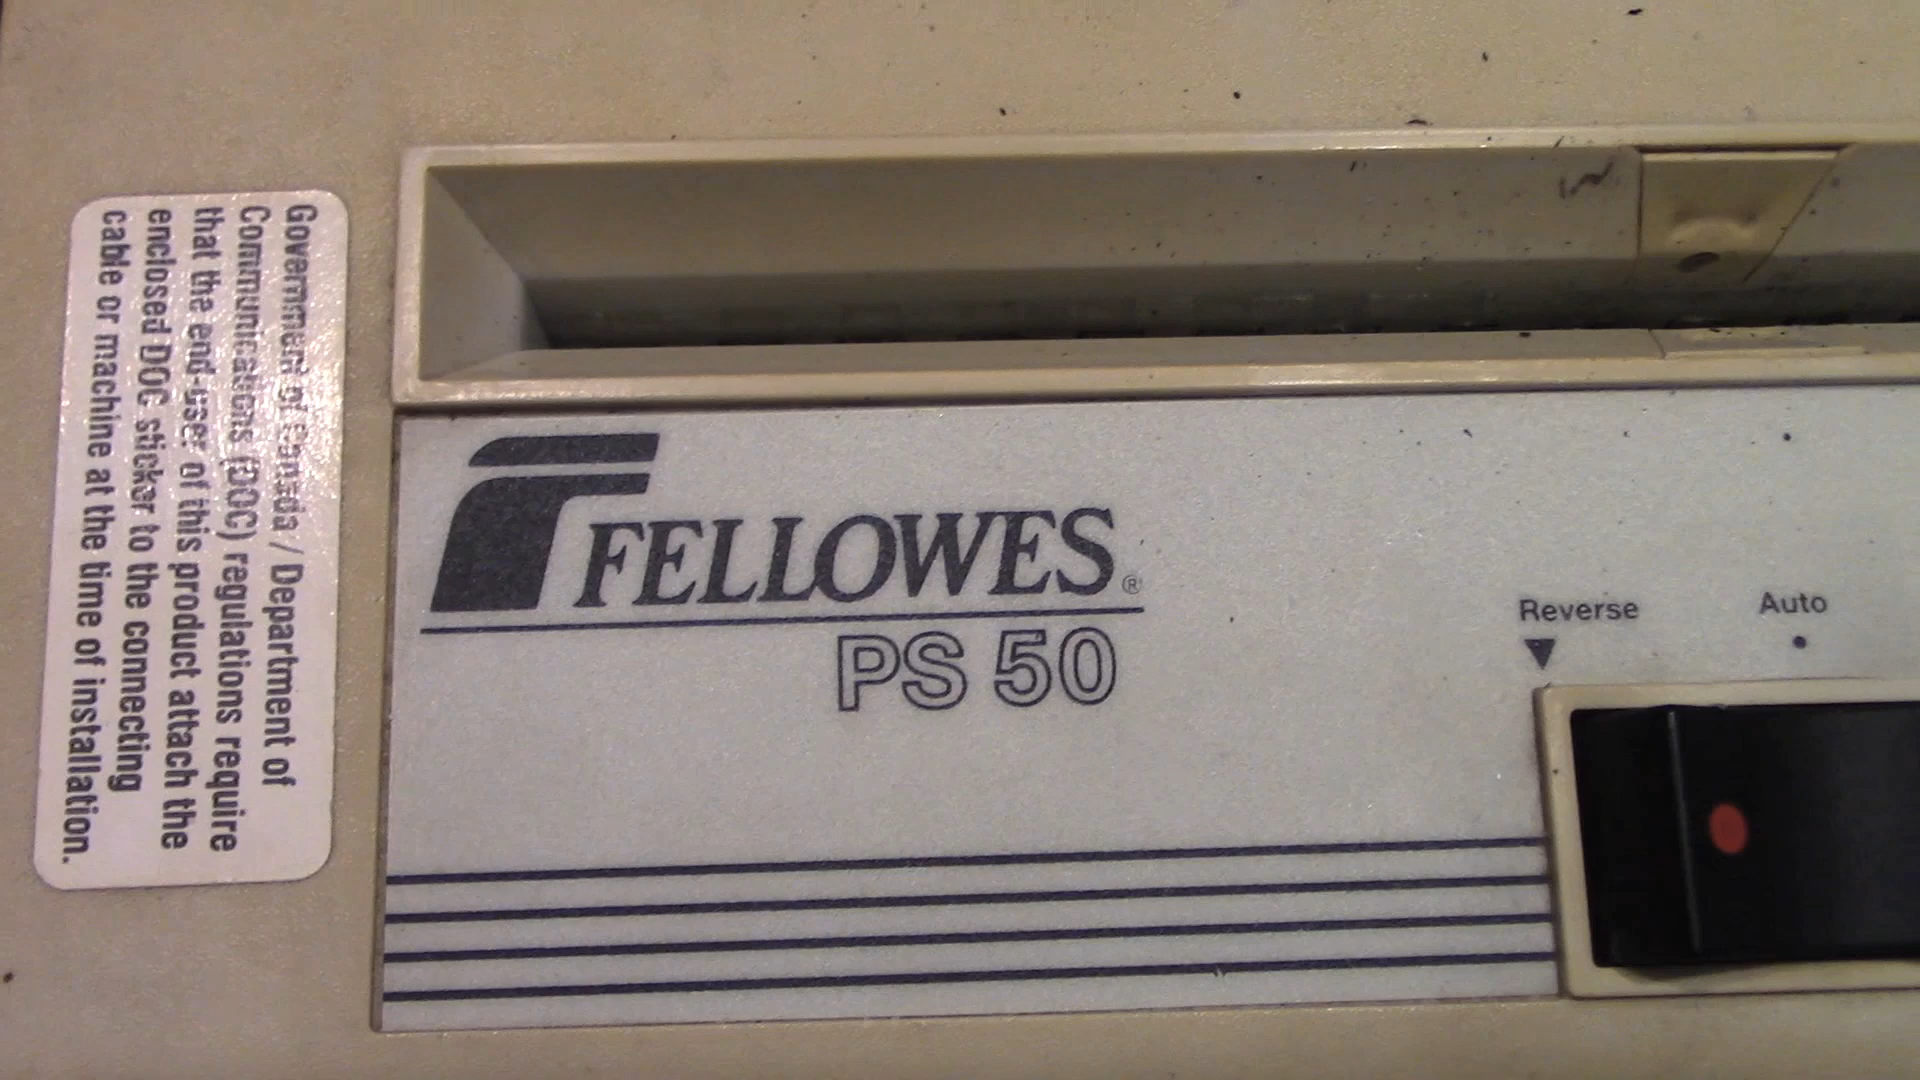 Government of Canada / Department of
Communications (DOC) regulations require
that the end-user of this product attach the
enclosed DOC sticker to the connecting
cable or machine at the time of installation.
FELLOWES®
PS 50
Reverse
Auto